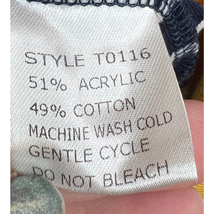 STYLE T0116
51% ACRYLIC
49% COTTON
MACHINE WASH COLD
GENTLE CYCLE
DO NOT BLEACH